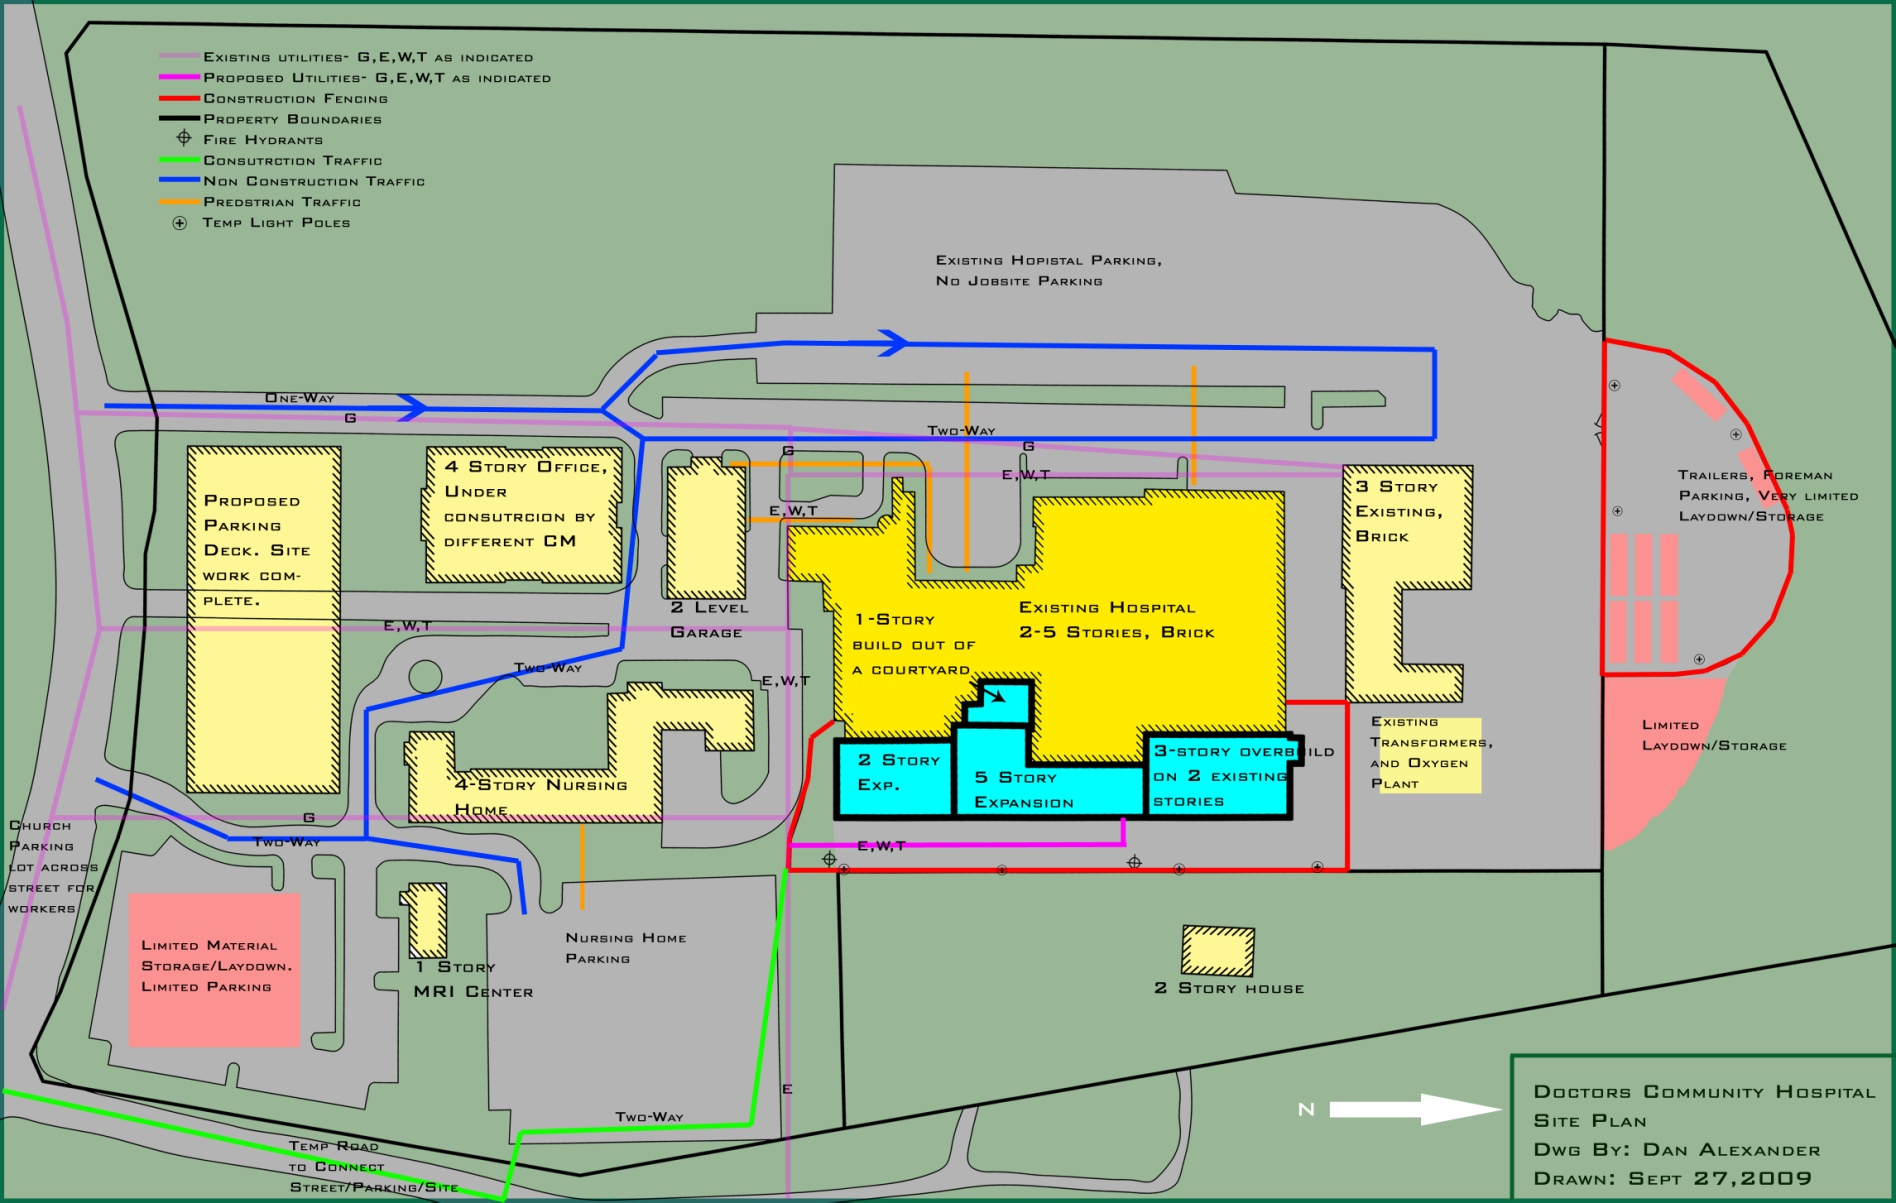 Existing utilities- G,E,W,T as indicated
Proposed Utilities- G,E,W,T as indicated
Construction Fencing
Property Boundaries
Fire Hydrants
Consutrction Traffic
Non Construction Traffic
Predstrian Traffic
Temp Light Poles
Existing Hopistal Parking,
No Jobsite Parking
One-Way
G
Two-Way
G
G
E,W,T
E,W,T
Proposed
Parking
Deck. Site
work com-
plete.
4 Story Office,
Under
consutrcion by
different CM
2 Level
Garage
3 Story
Existing,
Brick
Trailers, Foreman
Parking, Very limited
Laydown/Storage
1-Story
build out of
a courtyard
Existing Hospital
2-5 Stories, Brick
E,W,T
Two-Way
E,W,T
Existing
Transformers,
and Oxygen
Plant
Limited
Laydown/Storage
2 Story
Exp.
5 Story
Expansion
3-story overbuild
on 2 existing
stories
4-Story Nursing
Home
G
Two-Way
E,W,T
Church
Parking
lot across
street for
workers
Limited Material
Storage/Laydown.
Limited Parking
1 Story
MRI Center
Nursing Home
Parking
2 Story house
E
Two-Way
Temp Road
to Connect
Street/Parking/Site
N
Doctors Community Hospital
Site Plan
Dwg By: Dan Alexander
Drawn: Sept 27,2009